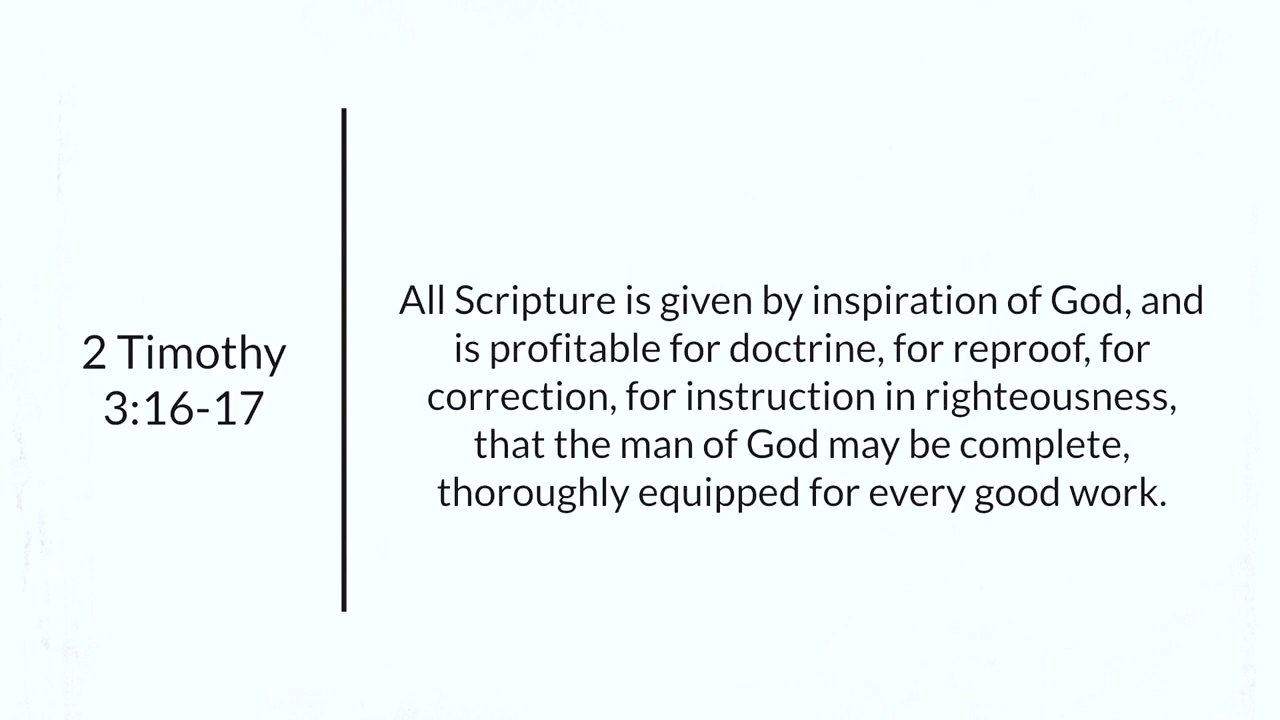 2 Timothy
3:16-17
All Scripture is given by inspiration of God, and
is profitable for doctrine, for reproof, for
correction, for instruction in righteousness,
that the man of God may be complete,
thoroughly equipped for every good work.